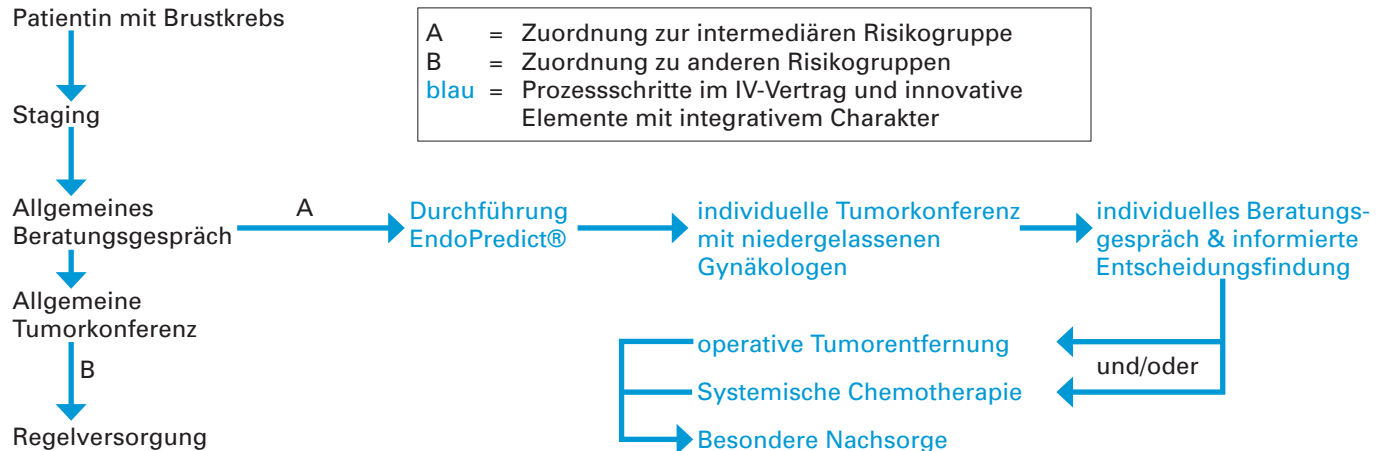 Patientin mit Brustkrebs
A = Zuordnung zur intermediären Risikogruppe
B = Zuordnung zu anderen Risikogruppen
blau = Prozessschritte im IV-Vertrag und innovative
Elemente mit integrativem Charakter
Staging
Allgemeines
Beratungsgespräch
A
Durchführung
EndoPredict®
individuelle Tumorkonferenz
mit niedergelassenen
Gynäkologen
individuelles Beratungs-
gespräch & informierte
Entscheidungsfindung
Allgemeine
Tumorkonferenz
operative Tumorentfernung
und/oder
B
Systemische Chemotherapie
Regelversorgung
Besondere Nachsorge